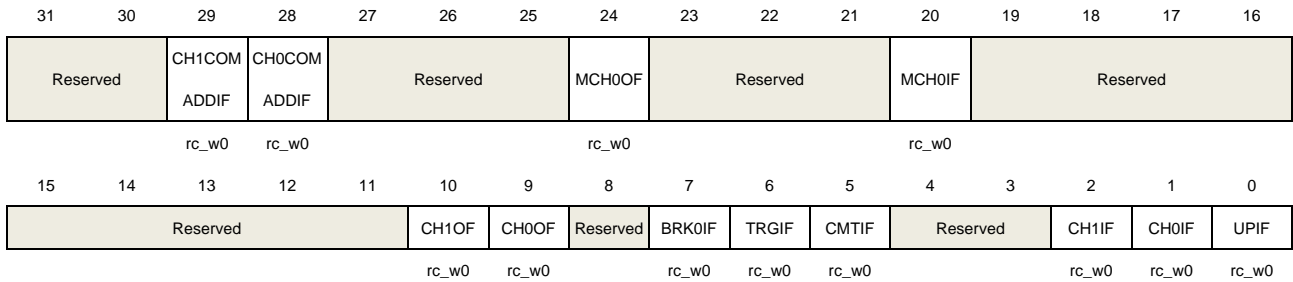 31 30 29 28 27 26 25 24 23 22 21 20 19 18 17 16
Reserved CH1COM ADDIF CH0COM ADDIF Reserved MCH0OF Reserved MCH0IF Reserved
rc_w0 rc_w0 rc_w0 rc_w0
15 14 13 12 11 10 9 8 7 6 5 4 3 2 1 0
Reserved CH1OF CH0OF Reserved BRK0IF TRGIF CMTIF Reserved CH1IF CH0IF UPIF
rc_w0 rc_w0 rc_w0 rc_w0 rc_w0 rc_w0 rc_w0 rc_w0